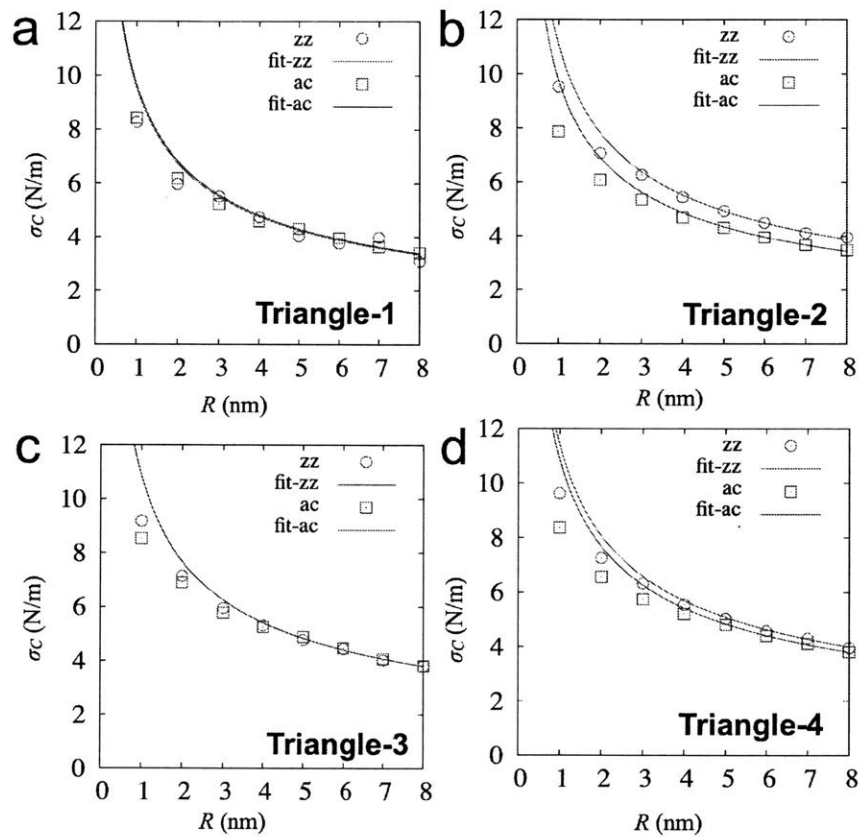 a
12
10
8
6
4
2
0
σc (N/m)
zz
fit-zz
ac
fit-ac
Triangle-1
0 1 2 3 4 5 6 7 8
R (nm)
b
12
10
8
6
4
2
0
σc (N/m)
zz
fit-zz
ac
fit-ac
Triangle-2
0 1 2 3 4 5 6 7 8
R (nm)
c
12
10
8
6
4
2
0
σc (N/m)
zz
fit-zz
ac
fit-ac
Triangle-3
0 1 2 3 4 5 6 7 8
R (nm)
d
12
10
8
6
4
2
0
σc (N/m)
zz
fit-zz
ac
fit-ac
Triangle-4
0 1 2 3 4 5 6 7 8
R (nm)